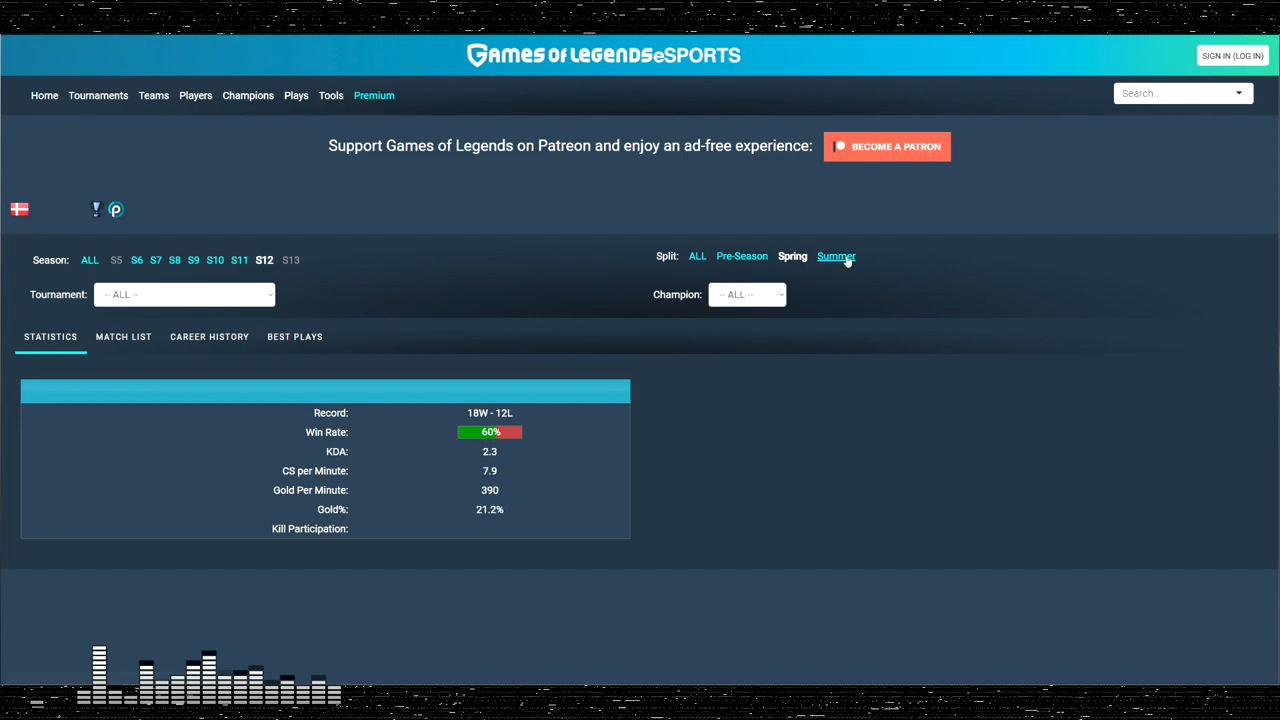 GAMES OF LEGENDS eSPORTS
SIGN IN (LOG IN)
Home Tournaments Teams Players Champions Plays Tools Premium
Search..
Support Games of Legends on Patreon and enjoy an ad-free experience:
BECOME A PATRON
Season: ALL S5 S6 S7 S8 S9 S10 S11 S12 S13
Split: ALL Pre-Season Spring Summer
Tournament: -- ALL --
Champion: -- ALL --
STATISTICS MATCH LIST CAREER HISTORY BEST PLAYS
Record: 18W - 12L
Win Rate: 60%
KDA: 2.3
CS per Minute: 7.9
Gold Per Minute: 390
Gold%: 21.2%
Kill Participation: